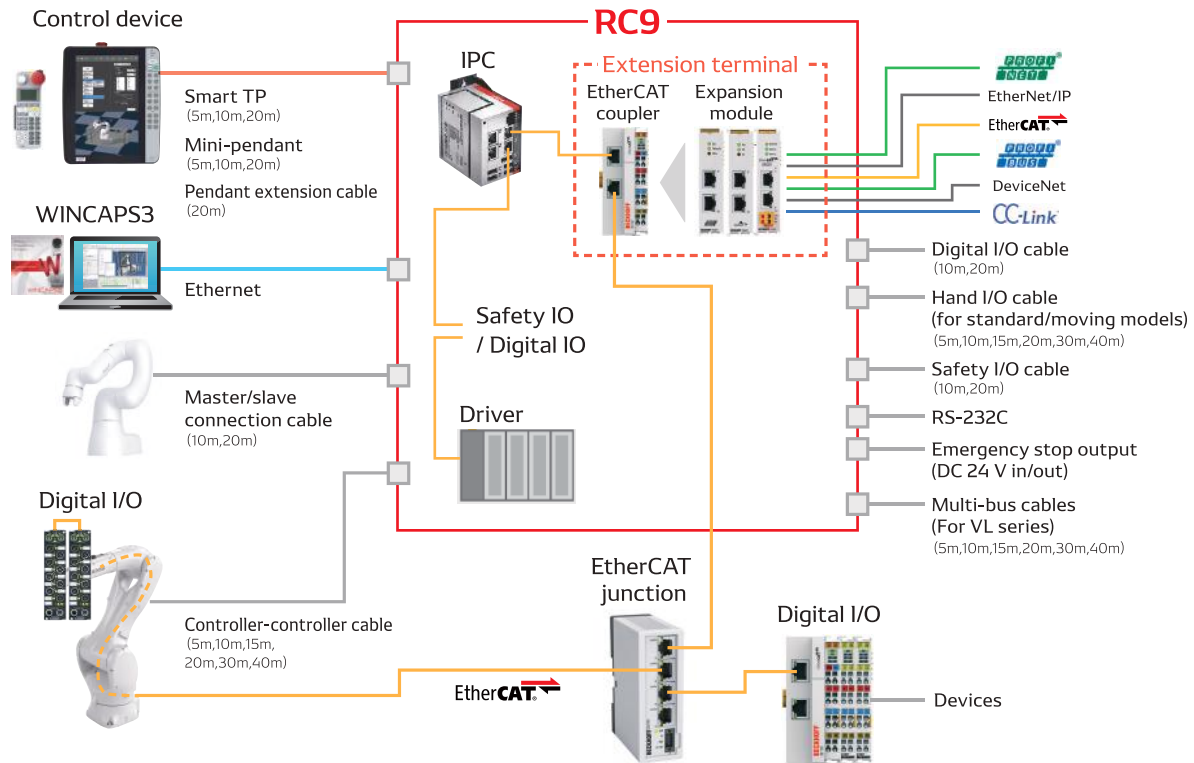 Control device
RC9
Smart TP
(5m,10m,20m)
Mini-pendant
(5m,10m,20m)
Pendant extension cable
(20m)
WINCAPS3
Ethernet
Master/slave
connection cable
(10m,20m)
Digital I/O
Controller-controller cable
(5m,10m,15m,
20m,30m,40m)
IPC
Extension terminal
EtherCAT
coupler
Expansion
module
BECKHOFF
Safety IO
/ Digital IO
Driver
PROFI
NET
EtherNet/IP
EtherCAT
PROFI
BUS
DeviceNet
CC-Link
Digital I/O cable
(10m,20m)
Hand I/O cable
(for standard/moving models)
(5m,10m,15m,20m,30m,40m)
Safety I/O cable
(10m,20m)
RS-232C
Emergency stop output
(DC 24 V in/out)
Multi-bus cables
(For VL series)
(5m,10m,15m,20m,30m,40m)
EtherCAT
junction
BECKHOFF
EtherCAT
Digital I/O
BECKHOFF
Devices